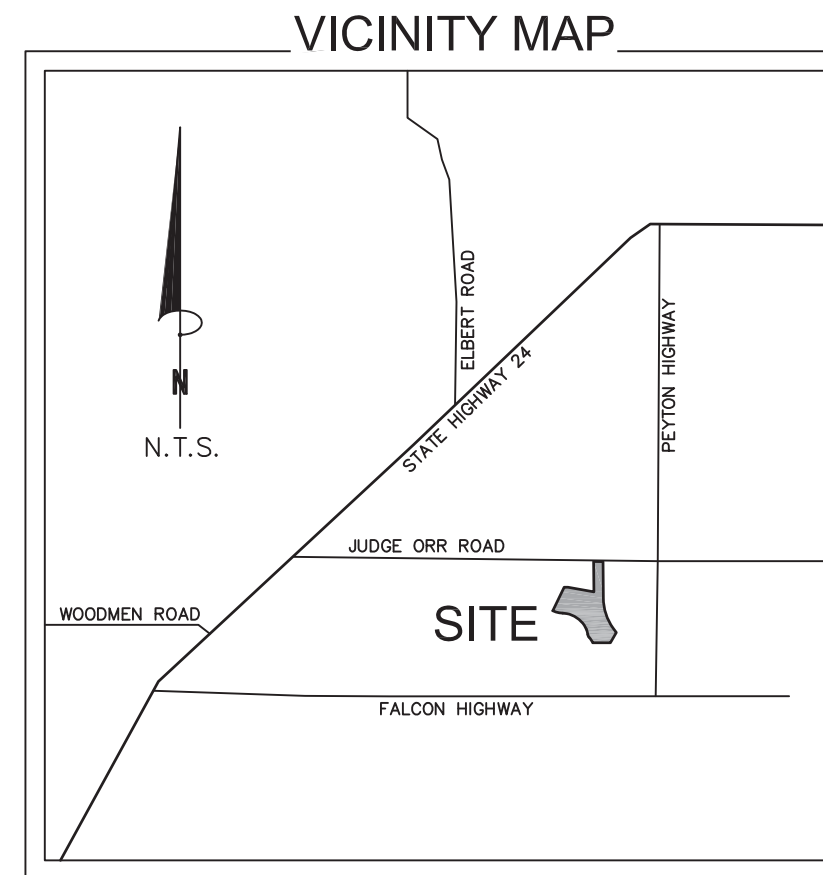 VICINITY MAP
ELBERT ROAD
STATE HIGHWAY 24
PEYTON HIGHWAY
N
N.T.S.
JUDGE ORR ROAD
WOODMEN ROAD
SITE
FALCON HIGHWAY